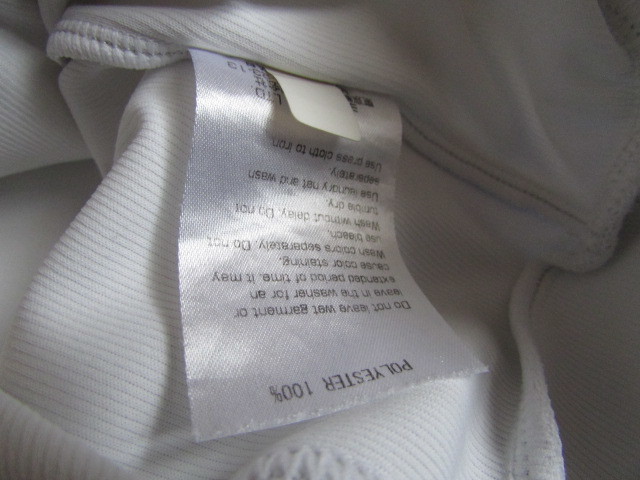 POLYESTER 100%
Do not leave wet garment or
leave in the washer for an
extended period of time. It may
cause color staining.
Wash colors separately. Do not
use bleach.
Wash without delay. Do not
tumble dry.
Use laundry net and wash
separately.
Use press cloth to iron
LTD